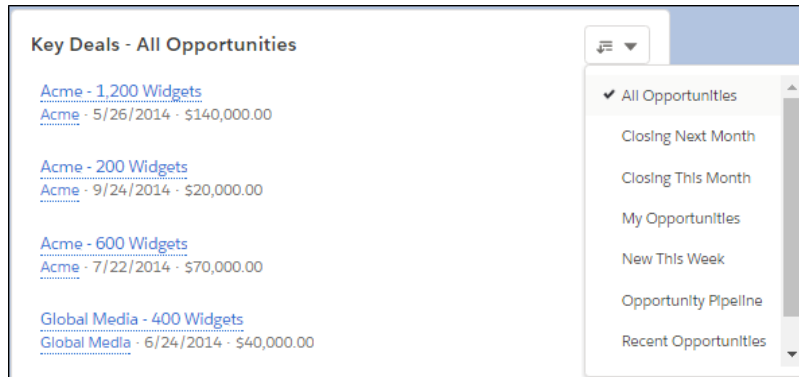 Key Deals - All Opportunities
Acme - 1,200 Widgets
Acme · 5/26/2014 · $140,000.00
Acme - 200 Widgets
Acme · 9/24/2014 · $20,000.00
Acme - 600 Widgets
Acme · 7/22/2014 · $70,000.00
Global Media - 400 Widgets
Global Media · 6/24/2014 · $40,000.00
All Opportunities
Closing Next Month
Closing This Month
My Opportunities
New This Week
Opportunity Pipeline
Recent Opportunities